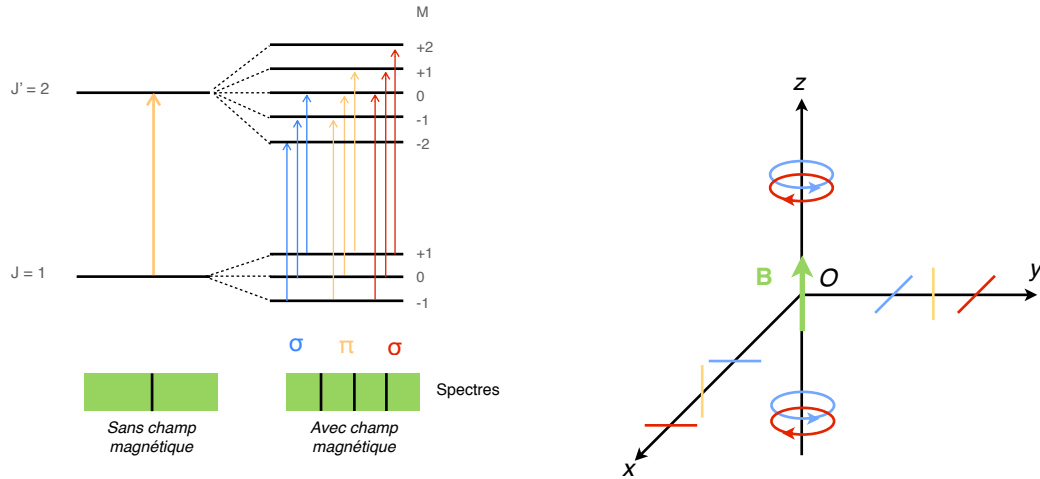 M
+2
J' = 2
+1
0
-1
-2
J = 1
+1
0
-1
σ
π
σ
Spectres
Sans champ
magnétique
Avec champ
magnétique
z
B
O
y
x